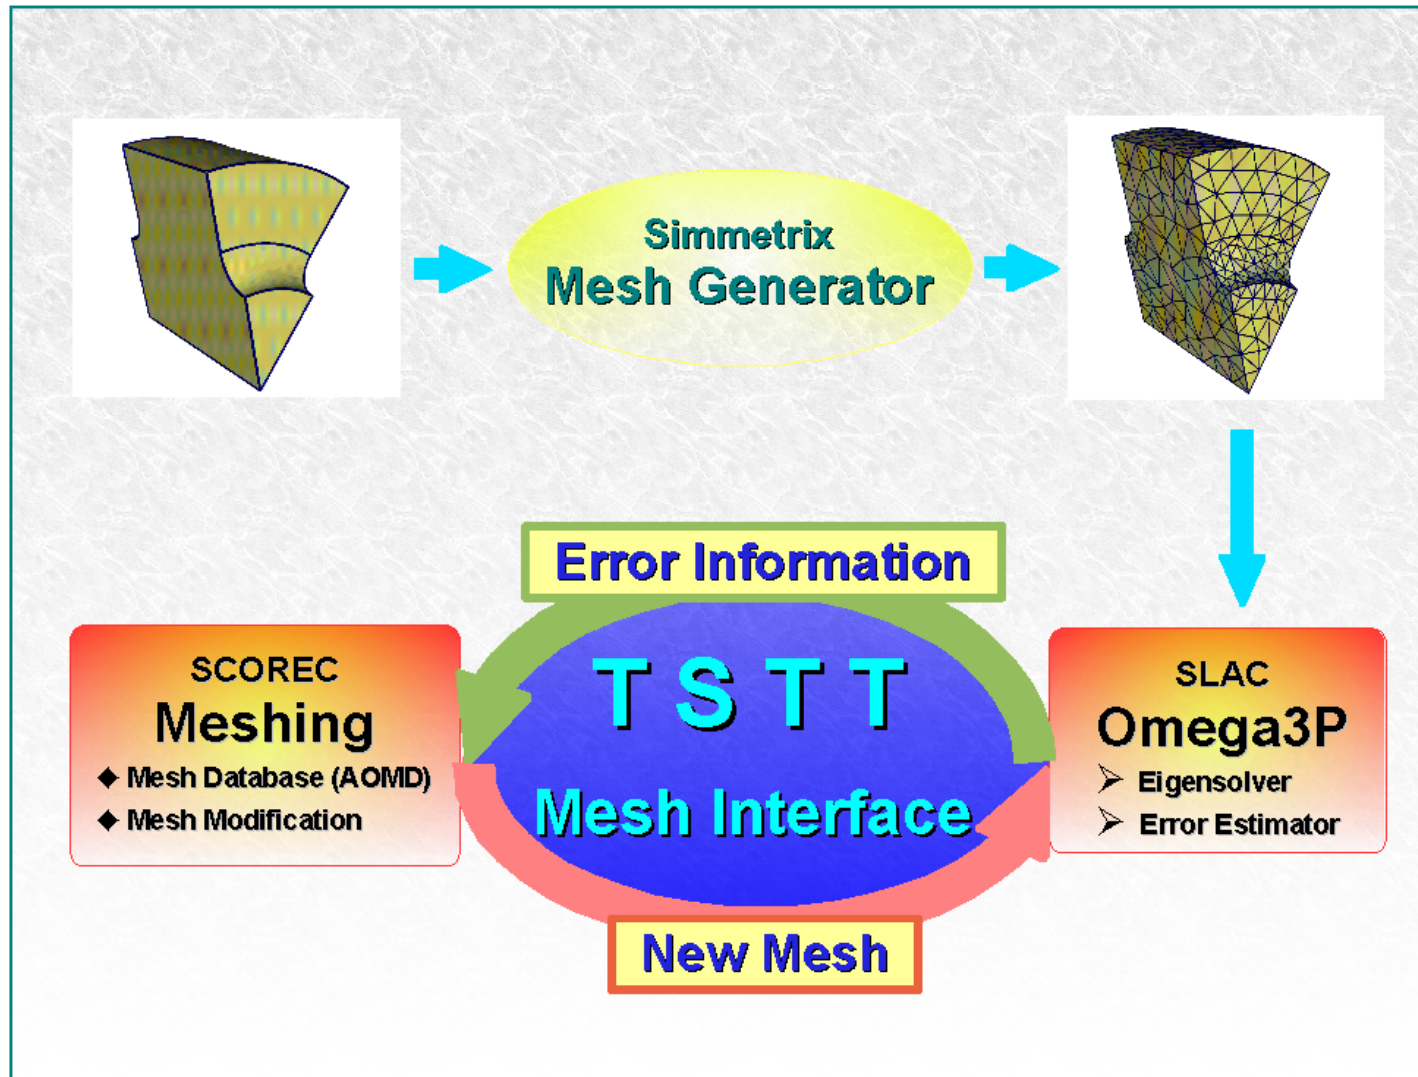 Simmetrix
Mesh Generator
Error Information
SCOREC
Meshing
◆ Mesh Database (AOMD)
◆ Mesh Modification
T S T T
Mesh Interface
SLAC
Omega3P
➢ Eigensolver
➢ Error Estimator
New Mesh